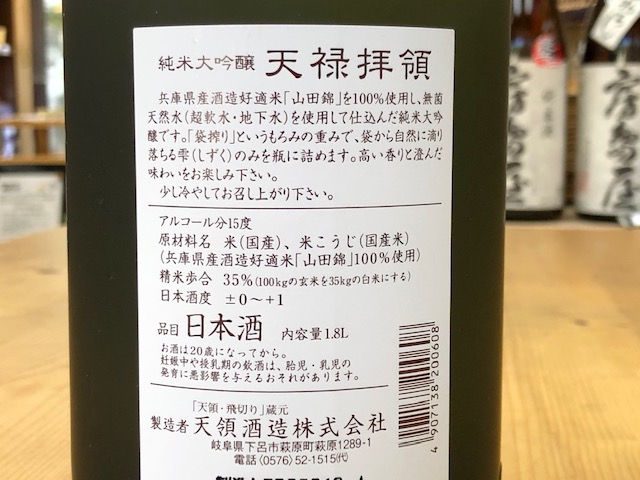 純米大吟醸 天禄拝領
兵庫県産酒造好適米「山田錦」を100%使用し、無菌
天然水(超軟水・地下水)を使用して仕込んだ純米大吟
醸です。「袋搾り」というもろみの重みで、袋から自然に滴り
落ちる雫(しずく)のみを瓶に詰めます。高い香りと澄んだ
味わいをお楽しみ下さい。
少し冷やしてお召し上がり下さい。
アルコール分15度
原材料名 米(国産)、米こうじ(国産米)
(兵庫県産酒造好適米「山田錦」100%使用)
精米歩合 35%(100kgの玄米を35kgの白米にする)
日本酒度 ±0〜+1
品目 日本酒 内容量1.8L
お酒は20歳になってから。
妊娠中や授乳期の飲酒は、胎児・乳児の
発育に悪影響を与えるおそれがあります。
「天領・飛切り」蔵元
製造者 天領酒造株式会社
岐阜県下呂市萩原町萩原1289-1
電話(0576)52-1515(代)
4907138200608